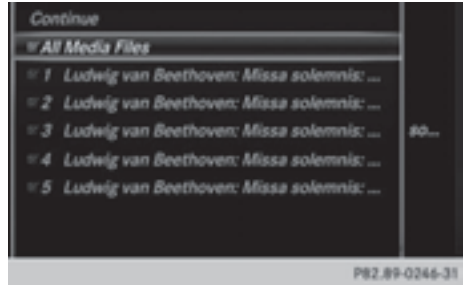 Continue
All Media Files
1 Ludwig van Beethoven: Missa solemnis: ...
2 Ludwig van Beethoven: Missa solemnis: ...
3 Ludwig van Beethoven: Missa solemnis: ...
so...
4 Ludwig van Beethoven: Missa solemnis: ...
5 Ludwig van Beethoven: Missa solemnis: ...
P82.89-0246-31